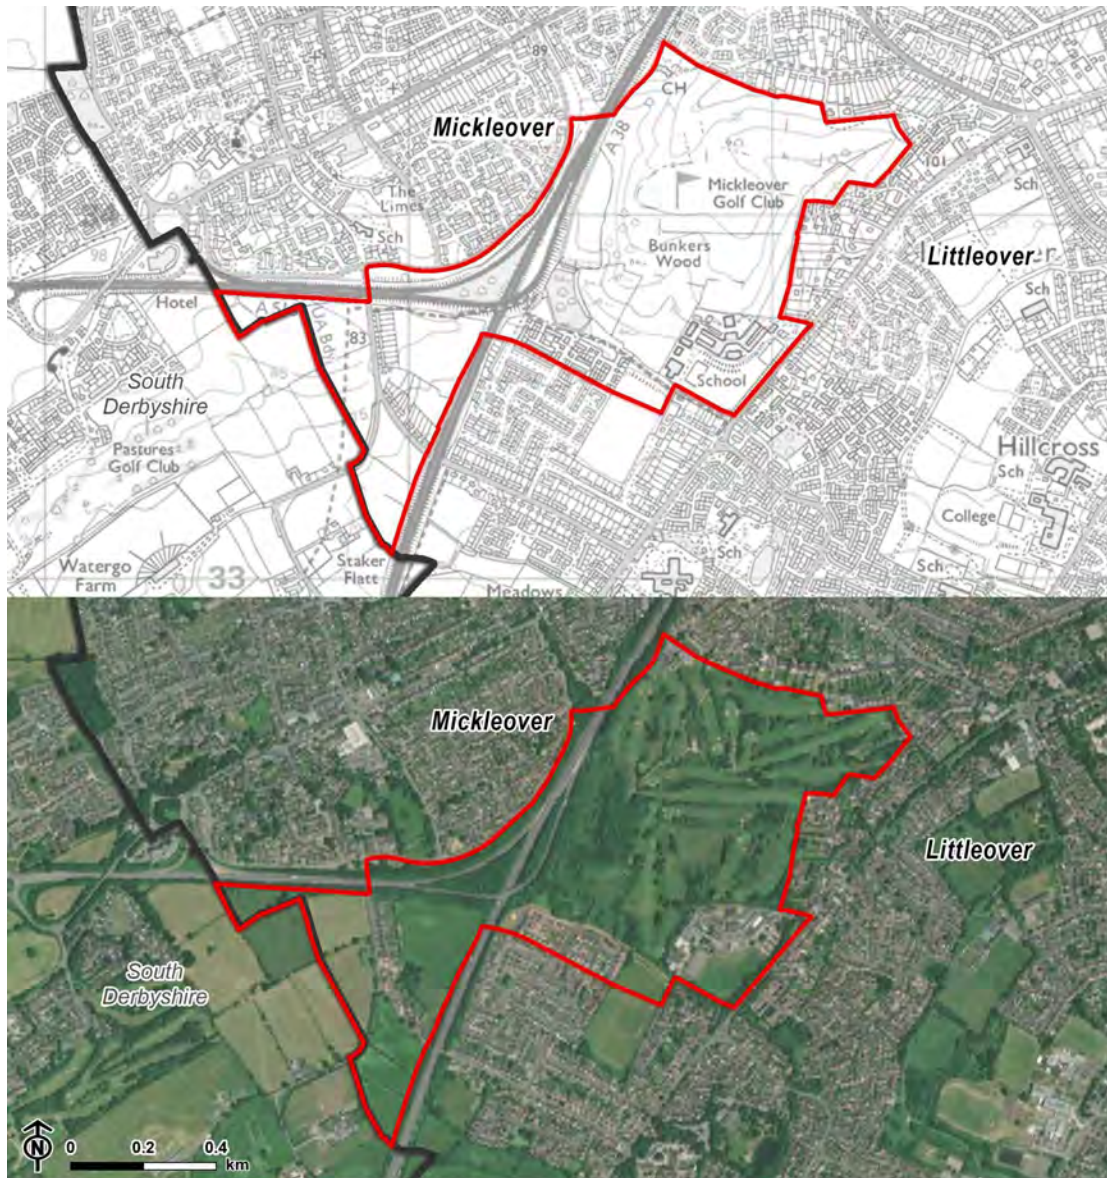 89
CH
Mickleover
A 38
The
Limes
Sch
Mickleover
Golf Club
101
Sch
Bunkers
Wood
Littleover
98
Hotel
Sch
83
School
South
Derbyshire
Pastures
Golf Club
Hillcross
Sch
College
Watergo
Farm
33
Staker
Flatt
Sch
Sch
Meadows
Mickleover
Littleover
South
Derbyshire
N
0 0.2 0.4
km